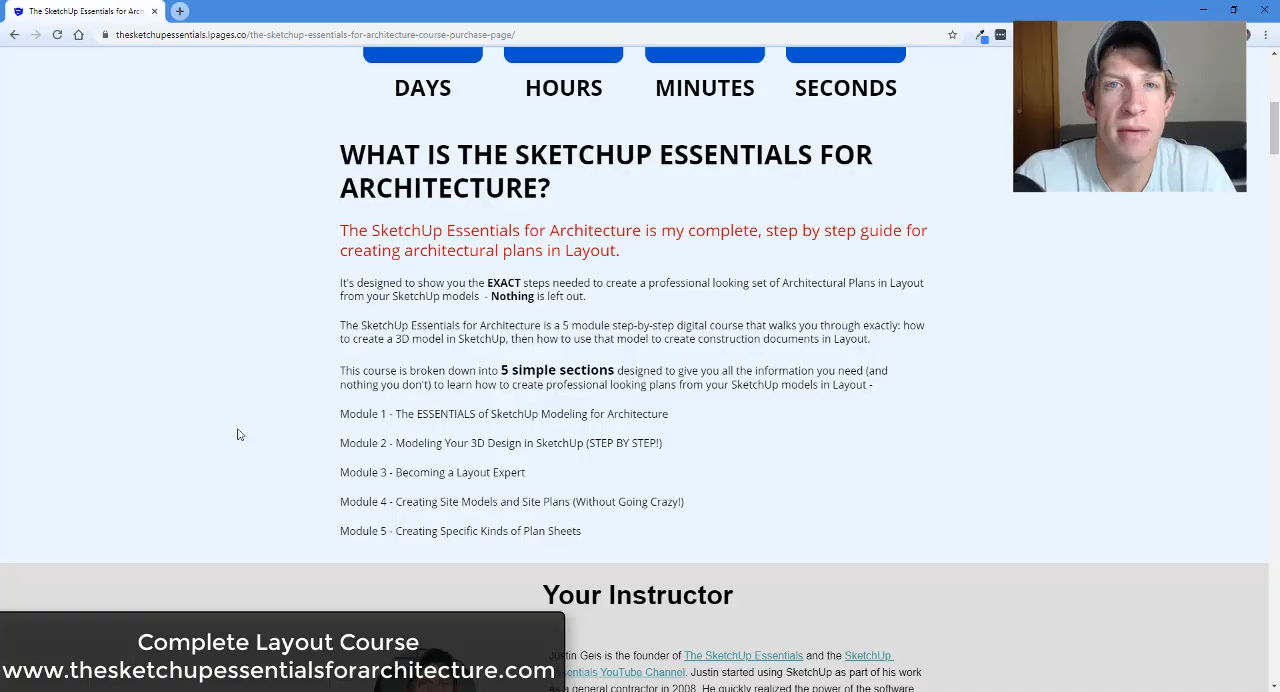 The SketchUp Essentials for Arch
thesketchupessentials.lpages.co/the-sketchup-essentials-for-architecture-course-purchase-page/
DAYS HOURS MINUTES SECONDS
WHAT IS THE SKETCHUP ESSENTIALS FOR
ARCHITECTURE?
The SketchUp Essentials for Architecture is my complete, step by step guide for
creating architectural plans in Layout.
It's designed to show you the EXACT steps needed to create a professional looking set of Architectural Plans in Layout
from your SketchUp models - Nothing is left out.
The SketchUp Essentials for Architecture is a 5 module step-by-step digital course that walks you through exactly: how
to create a 3D model in SketchUp, then how to use that model to create construction documents in Layout.
This course is broken down into 5 simple sections designed to give you all the information you need (and
nothing you don't) to learn how to create professional looking plans from your SketchUp models in Layout -
Module 1 - The ESSENTIALS of SketchUp Modeling for Architecture
Module 2 - Modeling Your 3D Design in SketchUp (STEP BY STEP!)
Module 3 - Becoming a Layout Expert
Module 4 - Creating Site Models and Site Plans (Without Going Crazy!)
Module 5 - Creating Specific Kinds of Plan Sheets
Your Instructor
Justin Geis is the founder of The SketchUp Essentials and the SketchUp
entials YouTube Channel. Justin started using SketchUp as part of his work
as a general contractor in 2008. He quickly realized the power of the software
Complete Layout Course
www.thesketchupessentialsforarchitecture.com